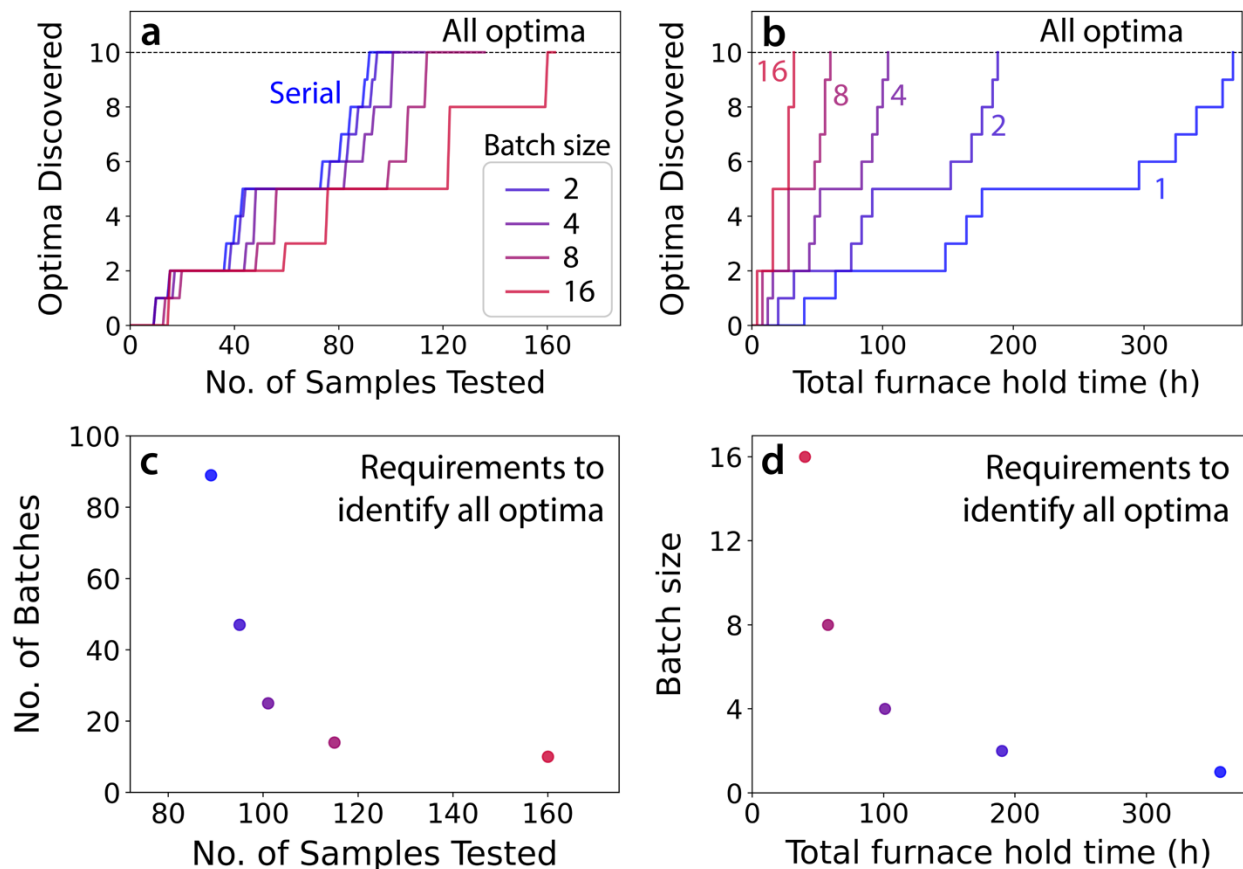 a
All optima
Serial
Batch size
2
4
8
16
Optima Discovered
10
8
6
4
2
0
0
40
80
120
160
No. of Samples Tested
b
All optima
16
8
4
2
1
Optima Discovered
10
8
6
4
2
0
0
100
200
300
Total furnace hold time (h)
c
Requirements to
identify all optima
No. of Batches
100
80
60
40
20
0
80
100
120
140
160
No. of Samples Tested
d
Requirements to
identify all optima
Batch size
16
12
8
4
0
0
100
200
300
Total furnace hold time (h)